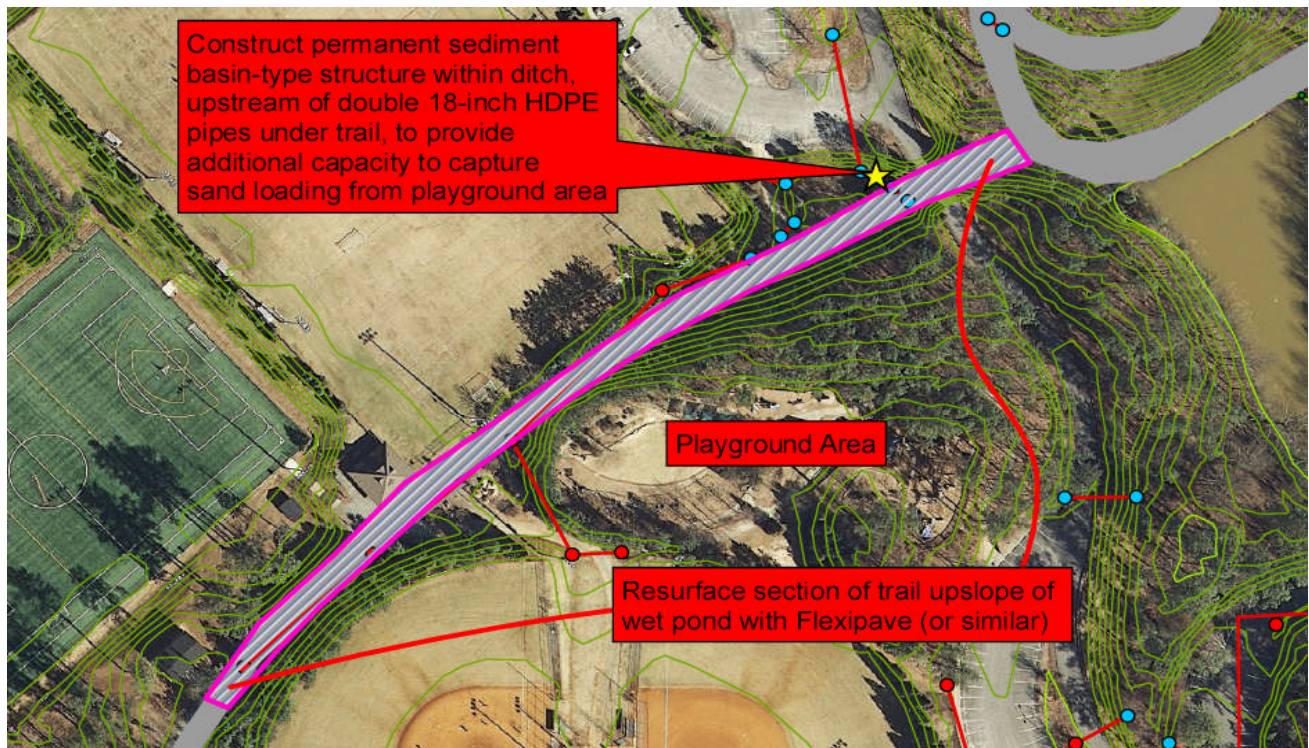 Construct permanent sediment
basin-type structure within ditch,
upstream of double 18-inch HDPE
pipes under trail, to provide
additional capacity to capture
sand loading from playground area
Playground Area
Resurface section of trail upslope of
wet pond with Flexipave (or similar)